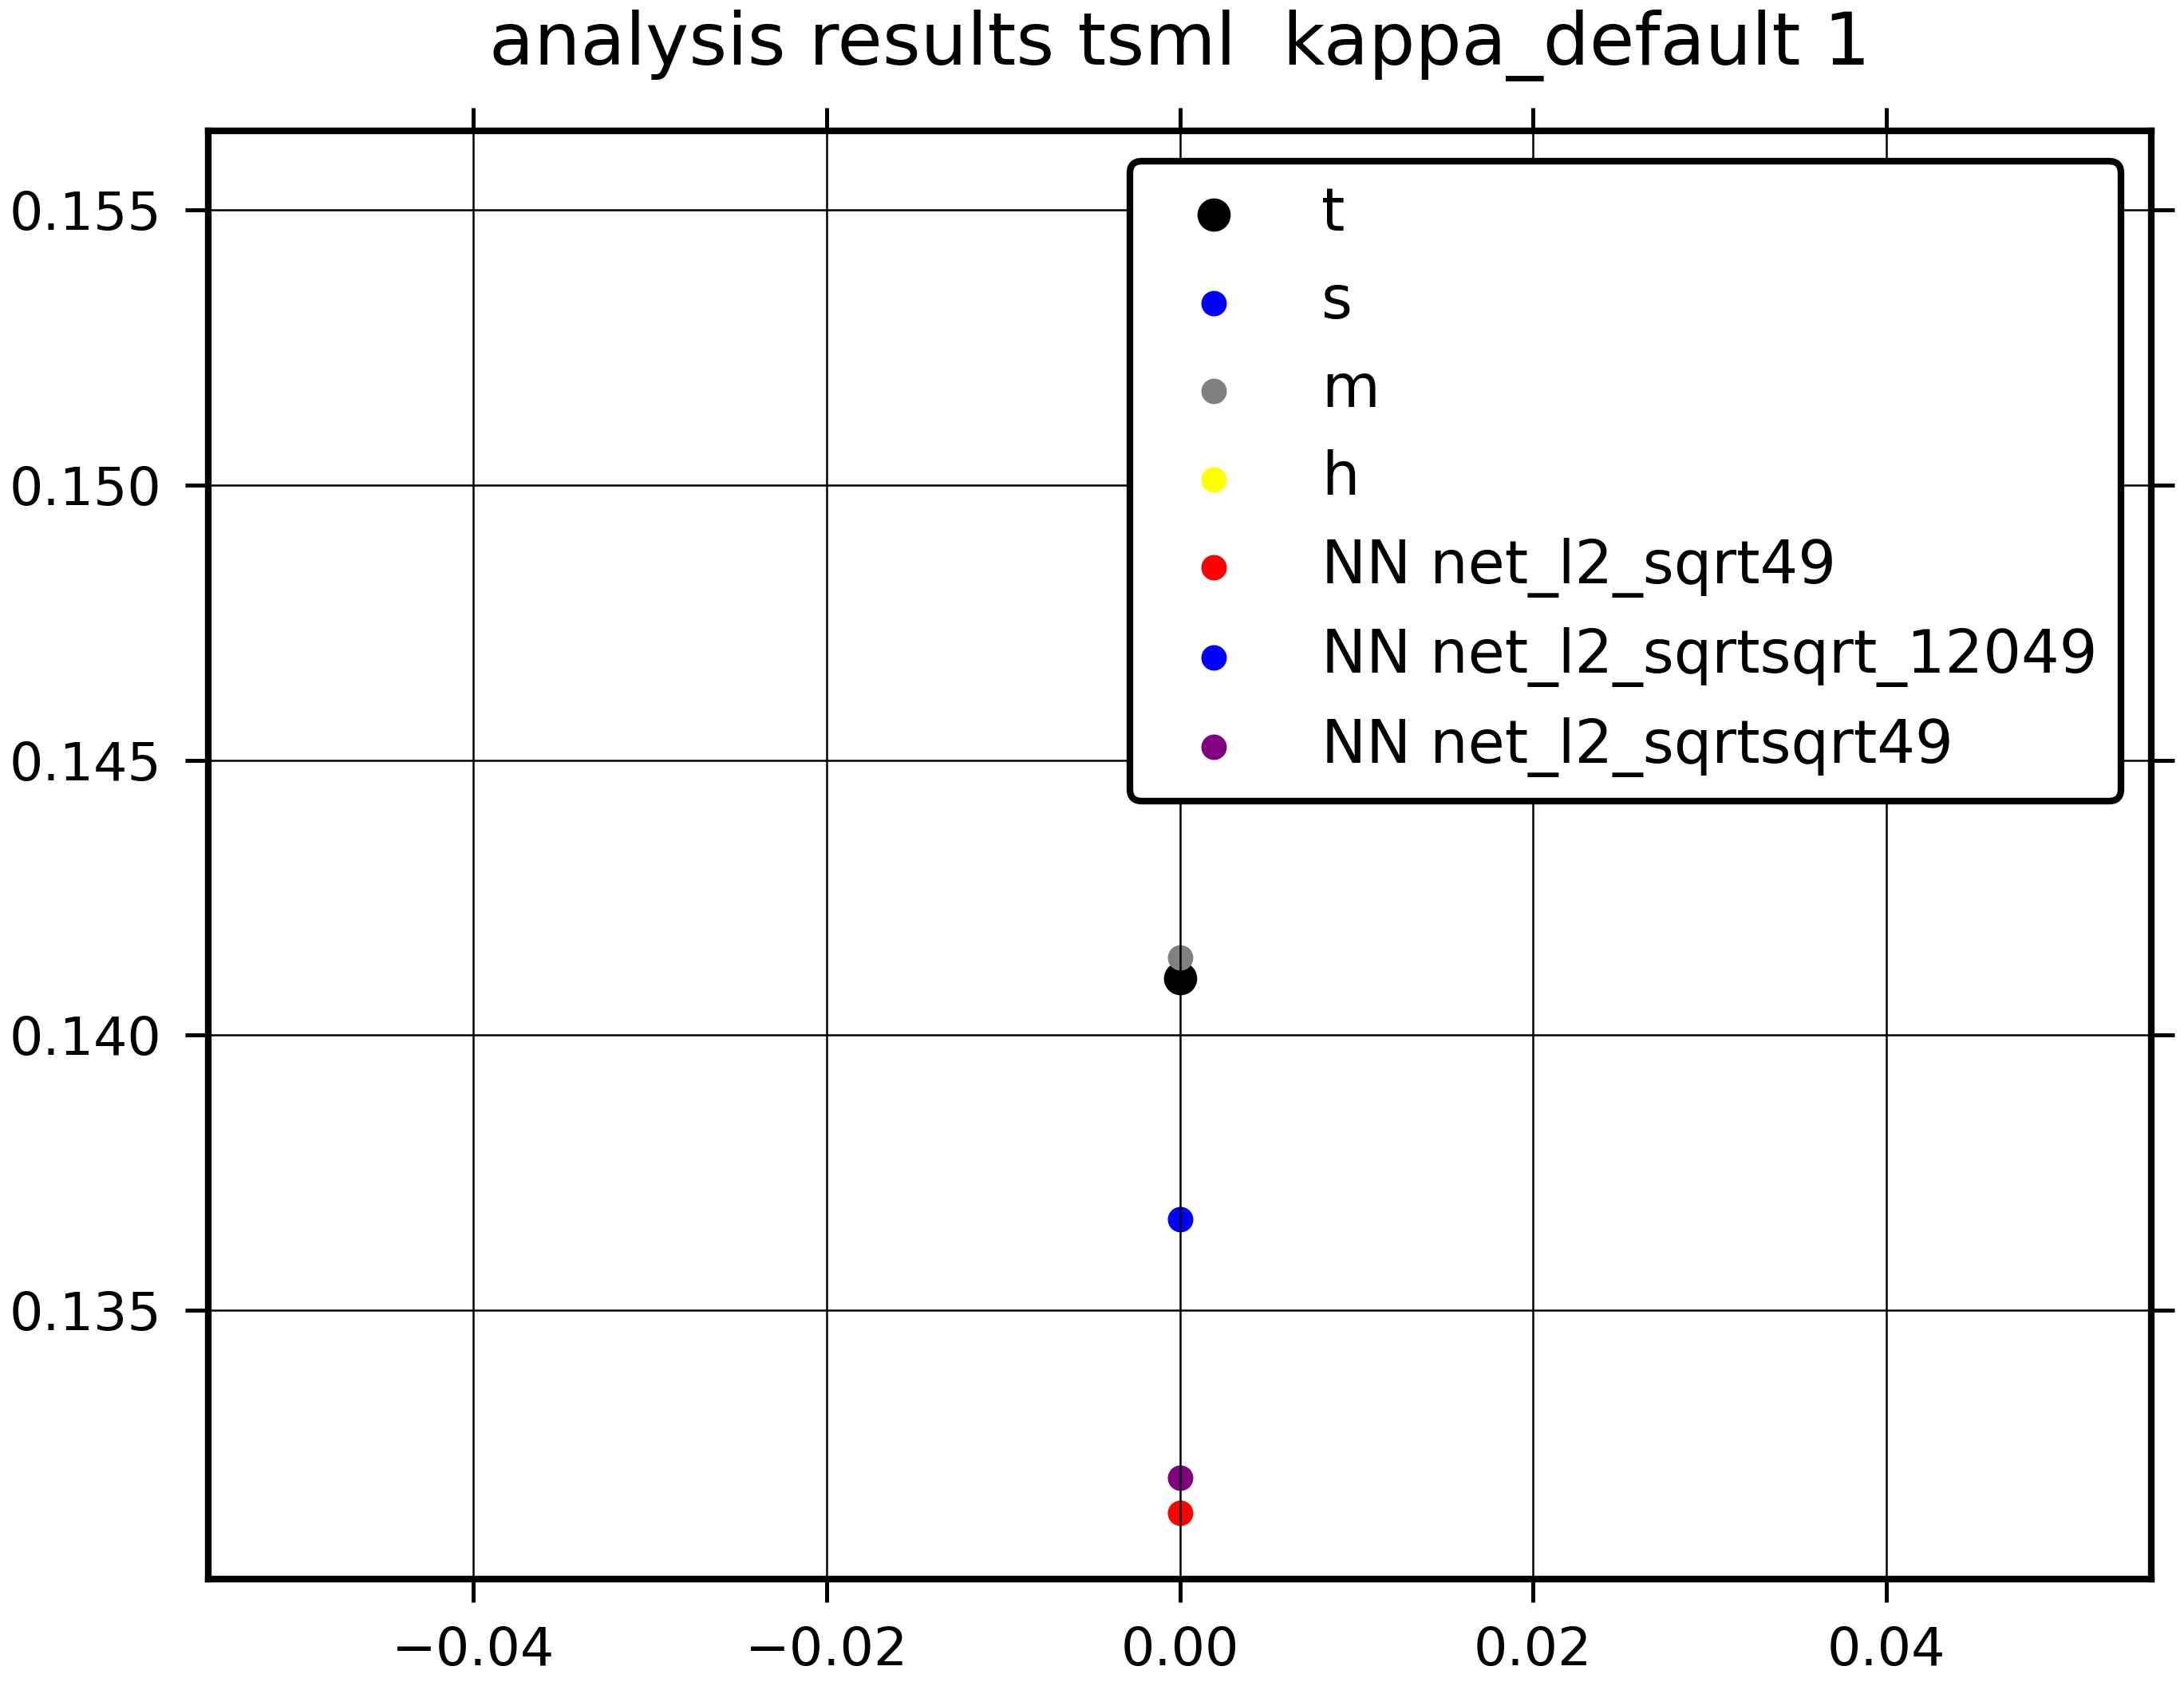 analysis results tsml  kappa_default 1
0.155
0.150
0.145
0.140
0.135
t
s
m
h
NN net_l2_sqrt49
NN net_l2_sqrtsqrt_12049
NN net_l2_sqrtsqrt49
−0.04 −0.02 0.00 0.02 0.04